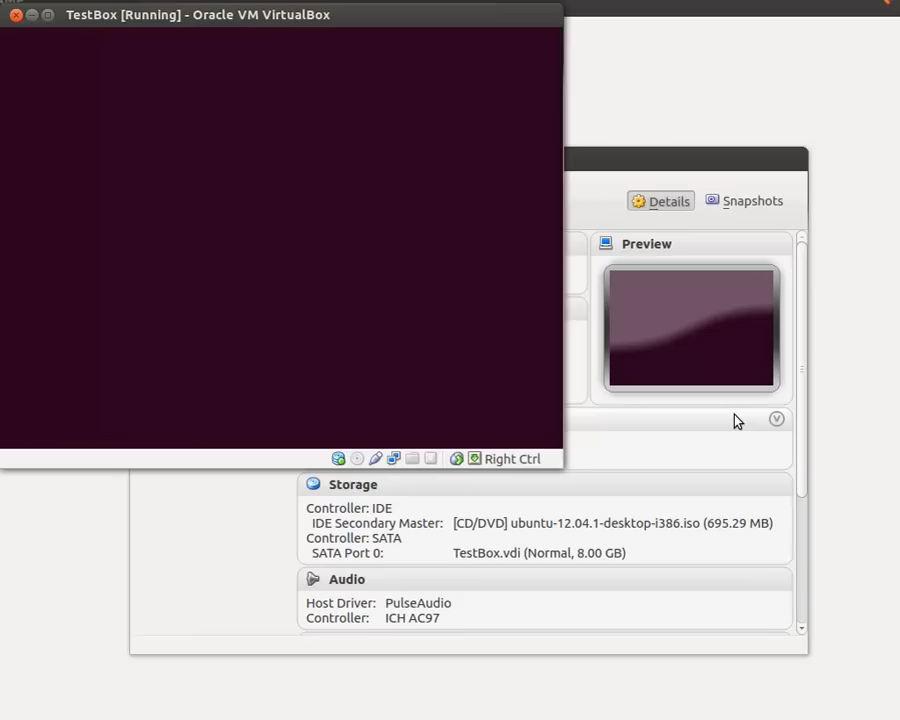 TestBox [Running] - Oracle VM VirtualBox
Details
Snapshots
Preview
Right Ctrl
Storage
Controller: IDE
IDE Secondary Master: [CD/DVD] ubuntu-12.04.1-desktop-i386.iso (695.29 MB)
Controller: SATA
SATA Port 0: TestBox.vdi (Normal, 8.00 GB)
Audio
Host Driver: PulseAudio
Controller: ICH AC97